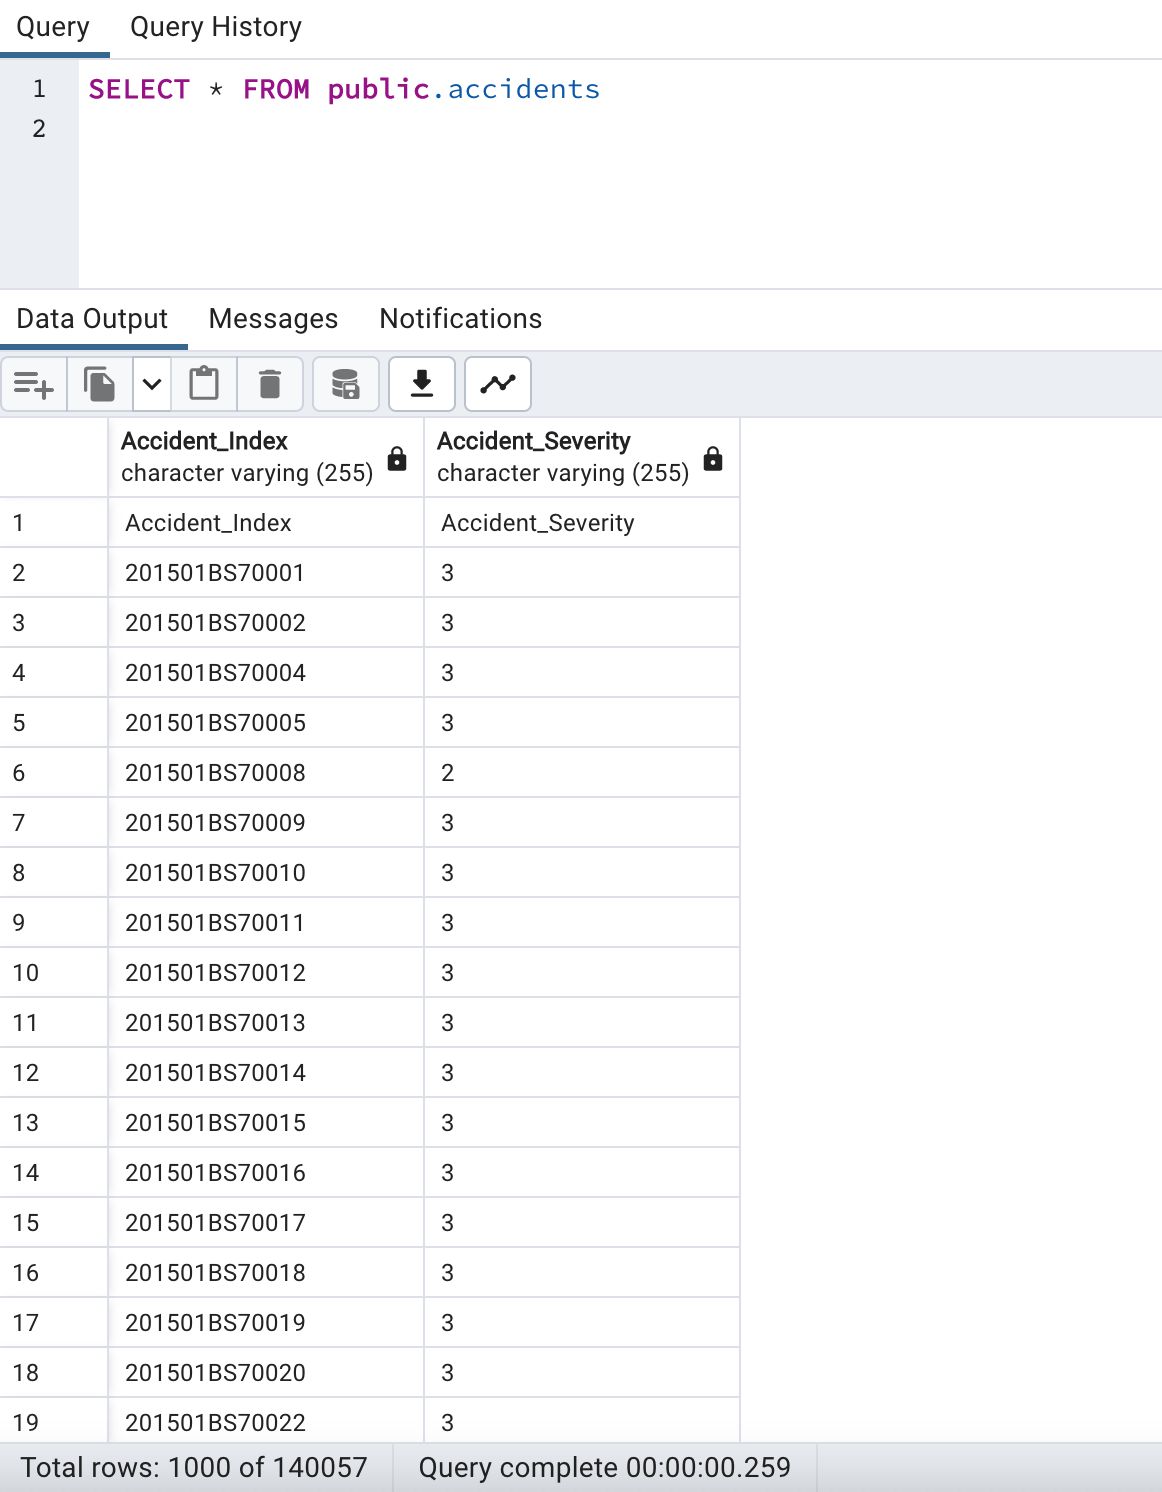 Query Query History
1 SELECT * FROM public.accidents
2
Data Output Messages Notifications
Accident_Index Accident_Severity
character varying (255) character varying (255)
1 Accident_Index Accident_Severity
2 201501BS70001 3
3 201501BS70002 3
4 201501BS70004 3
5 201501BS70005 3
6 201501BS70008 2
7 201501BS70009 3
8 201501BS70010 3
9 201501BS70011 3
10 201501BS70012 3
11 201501BS70013 3
12 201501BS70014 3
13 201501BS70015 3
14 201501BS70016 3
15 201501BS70017 3
16 201501BS70018 3
17 201501BS70019 3
18 201501BS70020 3
19 201501BS70022 3
Total rows: 1000 of 140057 Query complete 00:00:00.259